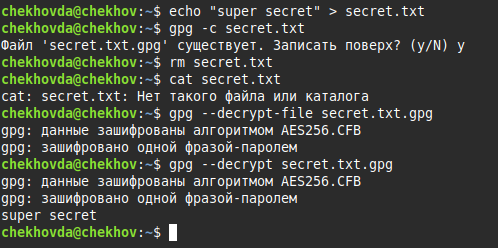 chekhovda@chekhov:~$ echo "super secret" > secret.txt
chekhovda@chekhov:~$ gpg -c secret.txt
Файл 'secret.txt.gpg' существует. Записать поверх? (y/N) y
chekhovda@chekhov:~$ rm secret.txt
chekhovda@chekhov:~$ cat secret.txt
cat: secret.txt: Нет такого файла или каталога
chekhovda@chekhov:~$ gpg --decrypt-file secret.txt.gpg
gpg: данные зашифрованы алгоритмом AES256.CFB
gpg: зашифровано одной фразой-паролем
chekhovda@chekhov:~$ gpg --decrypt secret.txt.gpg
gpg: данные зашифрованы алгоритмом AES256.CFB
gpg: зашифровано одной фразой-паролем
super secret
chekhovda@chekhov:~$